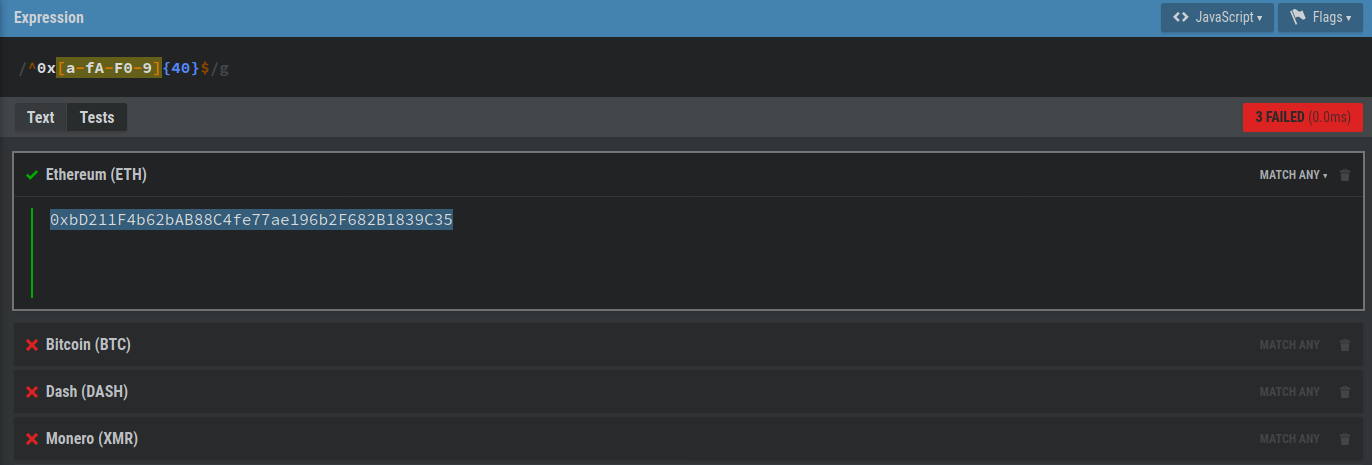 Expression
<> JavaScript ▾
Flags ▾
/^0x[a-fA-F0-9]{40}$/g
Text
Tests
3 FAILED (0.0ms)
Ethereum (ETH)
MATCH ANY ▾
0xbD211F4b62bAB88C4fe77ae196b2F682B1839C35
Bitcoin (BTC)
MATCH ANY
Dash (DASH)
MATCH ANY
Monero (XMR)
MATCH ANY